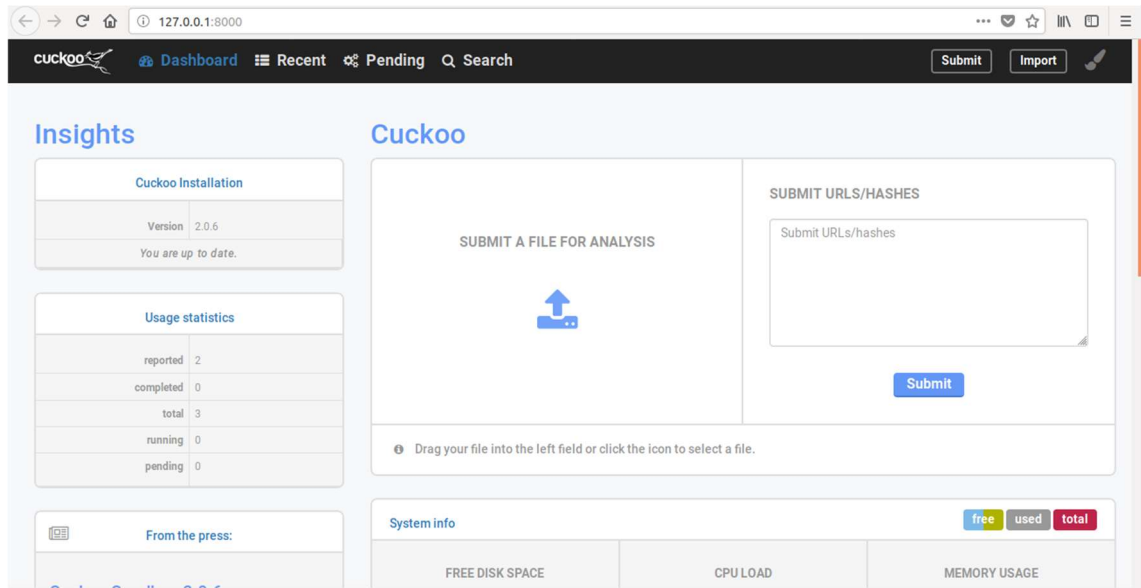 127.0.0.1:8000
cuckoo Dashboard Recent Pending Search Submit Import
Insights
Cuckoo Installation
Version 2.0.6
You are up to date.
Usage statistics
reported 2
completed 0
total 3
running 0
pending 0
From the press:
Cuckoo
SUBMIT A FILE FOR ANALYSIS
SUBMIT URLS/HASHES
Submit URLs/hashes
Submit
Drag your file into the left field or click the icon to select a file.
System info
free used total
FREE DISK SPACE CPU LOAD MEMORY USAGE